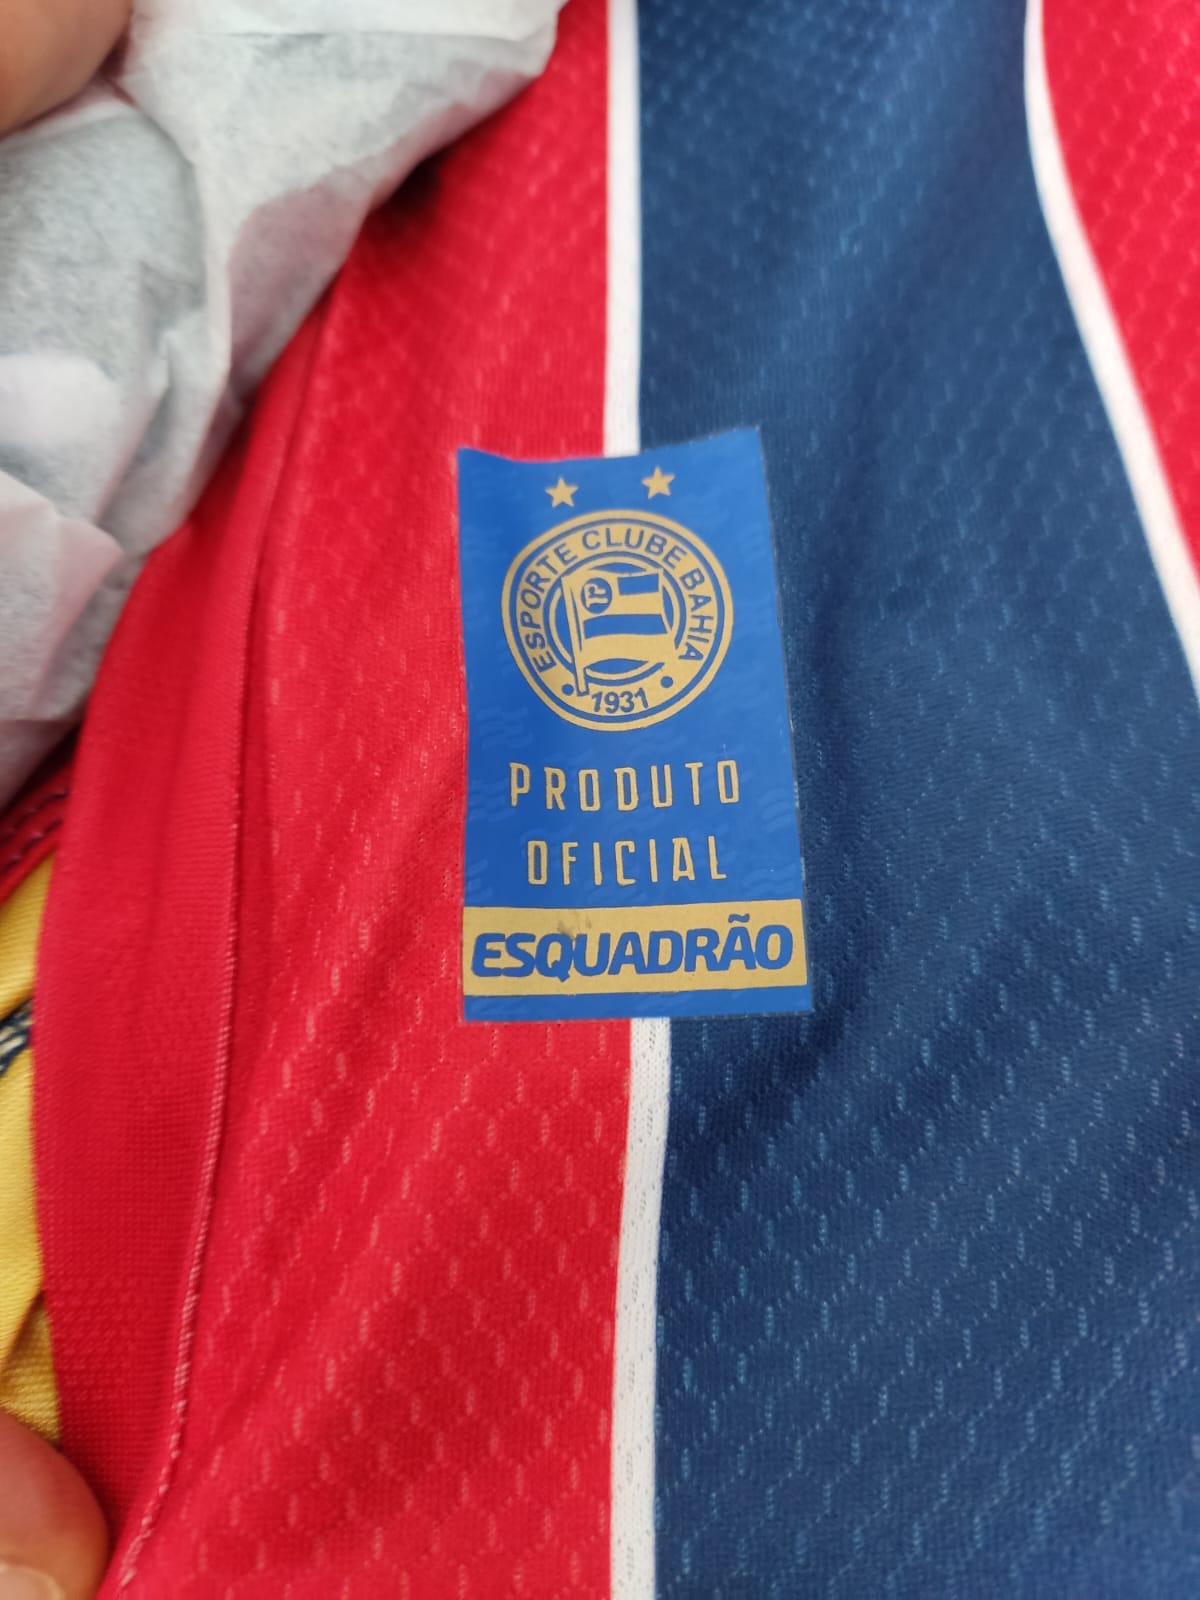 ESPORTE CLUBE BAHIA
1931
PRODUTO
OFICIAL
ESQUADRÃO